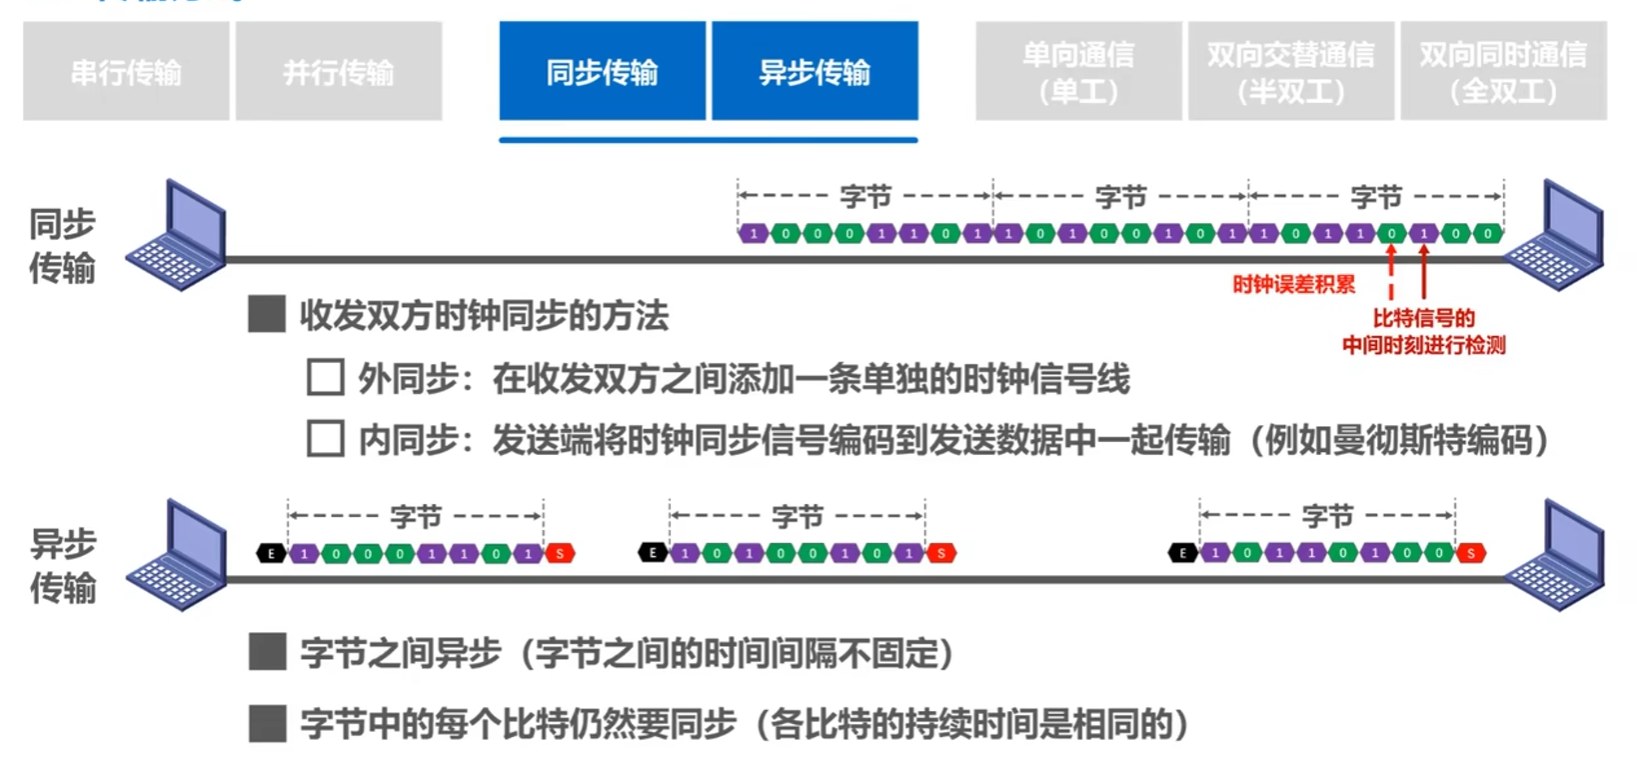 串行传输
并行传输
同步传输
异步传输
单向通信
（单工）
双向交替通信
（半双工）
双向同时通信
（全双工）
同步
传输
字节 字节 字节
1 0 0 0 1 1 0 1 1 0 1 0 0 1 0 1 1 0 1 1 0 1 0 0
时钟误差积累
比特信号的
中间时刻进行检测
收发双方时钟同步的方法
外同步：在收发双方之间添加一条单独的时钟信号线
内同步：发送端将时钟同步信号编码到发送数据中一起传输（例如曼彻斯特编码）
异步
传输
字节 字节 字节
E 1 0 0 0 1 1 0 1 S E 1 0 1 0 0 1 0 1 S E 1 0 1 1 0 1 0 0 S
字节之间异步（字节之间的时间间隔不固定）
字节中的每个比特仍然要同步（各比特的持续时间是相同的）